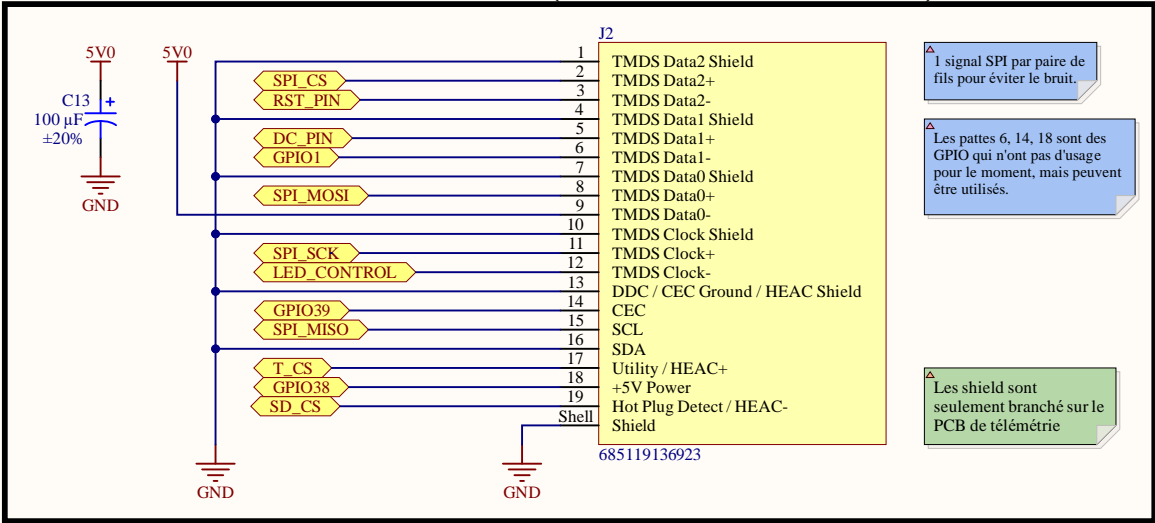 J2
5V0
5V0
C13
100 µF
±20%
GND
1 TMDS Data2 Shield
SPI_CS 2 TMDS Data2+
RST_PIN 3 TMDS Data2-
4 TMDS Data1 Shield
DC_PIN 5 TMDS Data1+
GPIO1 6 TMDS Data1-
7 TMDS Data0 Shield
SPI_MOSI 8 TMDS Data0+
9 TMDS Data0-
10 TMDS Clock Shield
SPI_SCK 11 TMDS Clock+
LED_CONTROL 12 TMDS Clock-
13 DDC / CEC Ground / HEAC Shield
GPIO39 14 CEC
SPI_MISO 15 SCL
16 SDA
T_CS 17 Utility / HEAC+
GPIO38 18 +5V Power
SD_CS 19 Hot Plug Detect / HEAC-
Shell Shield
685119136923
GND
GND
1 signal SPI par paire de
fils pour éviter le bruit.
Les pattes 6, 14, 18 sont des
GPIO qui n'ont pas d'usage
pour le moment, mais peuvent
être utilisés.
Les shield sont
seulement branché sur le
PCB de télémétrie